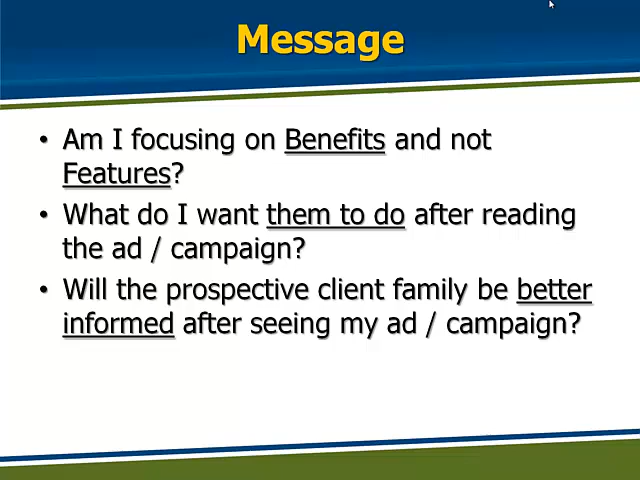 Message
• Am I focusing on Benefits and not
Features?
• What do I want them to do after reading
the ad / campaign?
• Will the prospective client family be better
informed after seeing my ad / campaign?